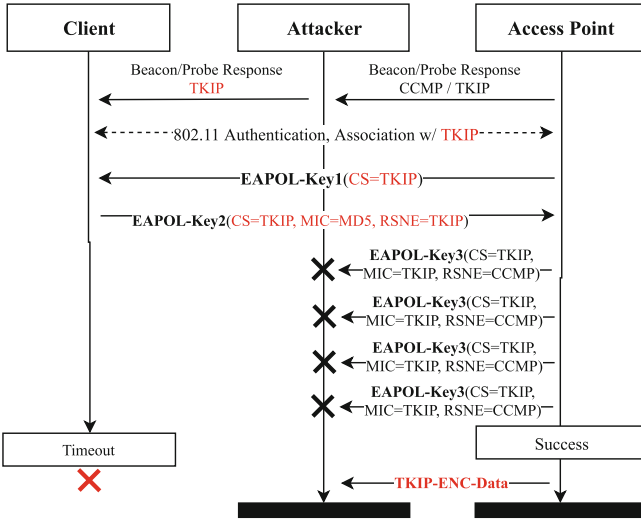 Client
Attacker
Access Point
Beacon/Probe Response
TKIP
Beacon/Probe Response
CCMP / TKIP
802.11 Authentication, Association w/ TKIP
EAPOL-Key1(CS=TKIP)
EAPOL-Key2(CS=TKIP, MIC=MD5, RSNE=TKIP)
EAPOL-Key3(CS=TKIP,
MIC=TKIP, RSNE=CCMP)
EAPOL-Key3(CS=TKIP,
MIC=TKIP, RSNE=CCMP)
EAPOL-Key3(CS=TKIP,
MIC=TKIP, RSNE=CCMP)
EAPOL-Key3(CS=TKIP,
MIC=TKIP, RSNE=CCMP)
Timeout
Success
TKIP-ENC-Data